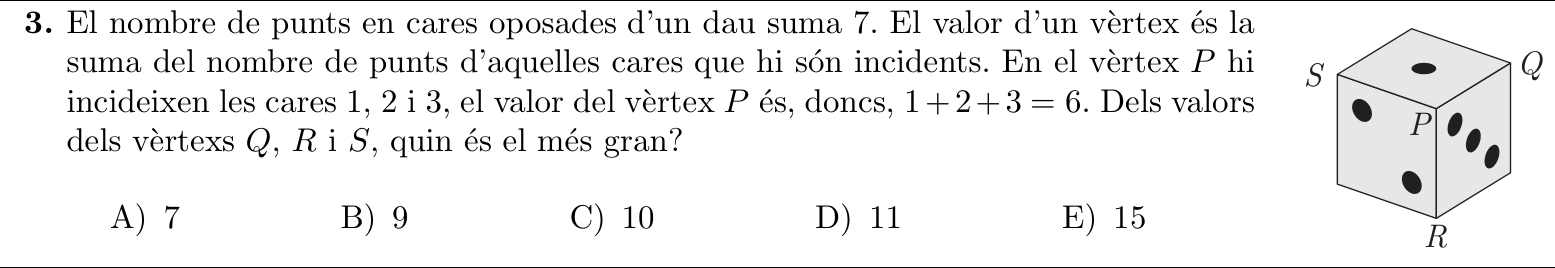 3. El nombre de punts en cares oposades d'un dau suma 7. El valor d'un vèrtex és la
suma del nombre de punts d'aquelles cares que hi són incidents. En el vèrtex P hi
incideixen les cares 1, 2 i 3, el valor del vèrtex P és, doncs, 1 + 2 + 3 = 6. Dels valors
dels vèrtexs Q, R i S, quin és el més gran?
A) 7 B) 9 C) 10 D) 11 E) 15
S Q
P
R